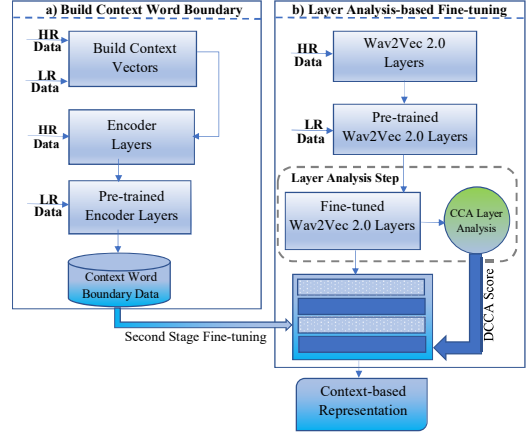 a) Build Context Word Boundary
HR
Data
Build Context
Vectors
LR
Data
HR
Data
Encoder
Layers
LR
Data
Pre-trained
Encoder Layers
Context Word
Boundary Data
Second Stage Fine-tuning
b) Layer Analysis-based Fine-tuning
HR
Data
Wav2Vec 2.0
Layers
LR
Data
Pre-trained
Wav2Vec 2.0 Layers
Layer Analysis Step
Fine-tuned
Wav2Vec 2.0 Layers
CCA Layer
Analysis
DCCA Score
Context-based
Representation